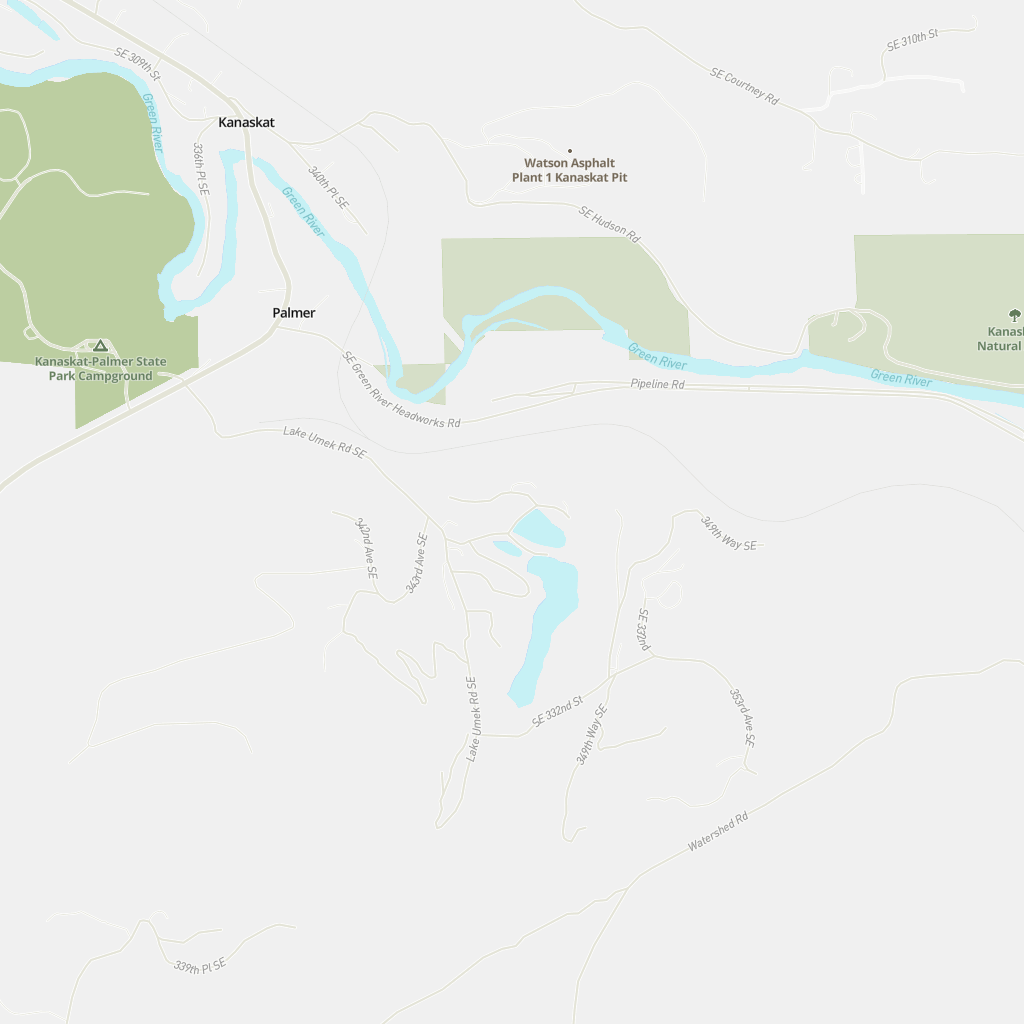 SE 310th St
SE 309th St
SE Courtney Rd
Green River
Kanaskat
336th Pl SE
340th Pl SE
Watson Asphalt
Plant 1 Kanaskat Pit
Green River
SE Hudson Rd
Palmer
Kanask
Natural
Kanaskat-Palmer State
Park Campground
SE Green River Headworks Rd
Green River
Pipeline Rd
Green River
Lake Umek Rd SE
342nd Ave SE
343rd Ave SE
349th Way SE
SE 332nd
Lake Umek Rd SE
SE 332nd St
349th Way SE
353rd Ave SE
Watershed Rd
339th Pl SE